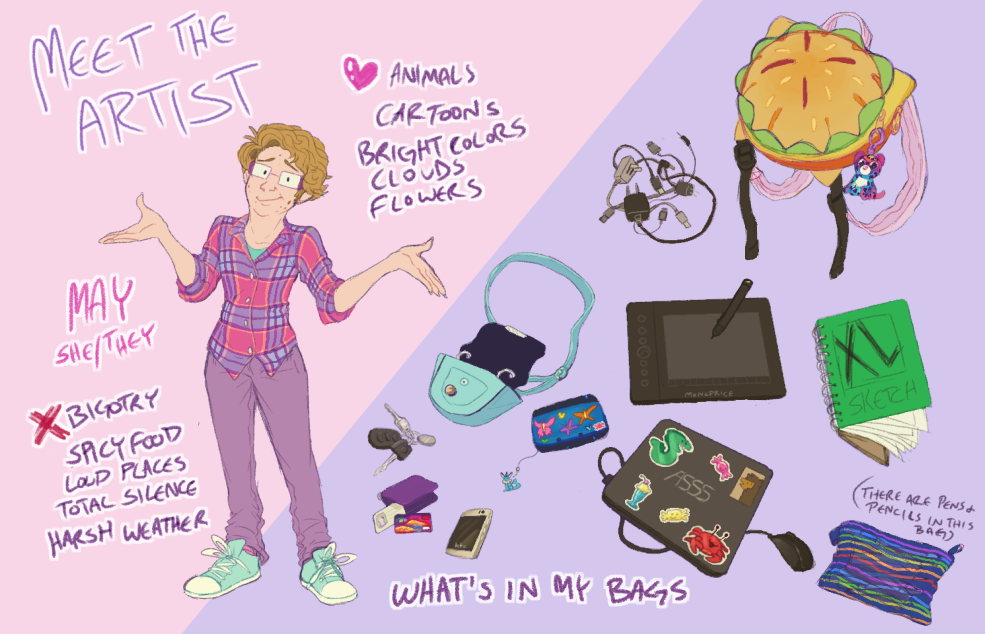 MEET THE
ARTIST
ANIMALS
CARTOONS
BRIGHT COLORS
CLOUDS
FLOWERS
MAY
SHE/THEY
BIGOTRY
SPICY FOOD
LOUD PLACES
TOTAL SILENCE
HARSH WEATHER
MONOPRICE
XL
SKETCH
ASSS
(THERE ARE PENS &
PENCILS IN THIS
BAG)
WHAT'S IN MY BAGS